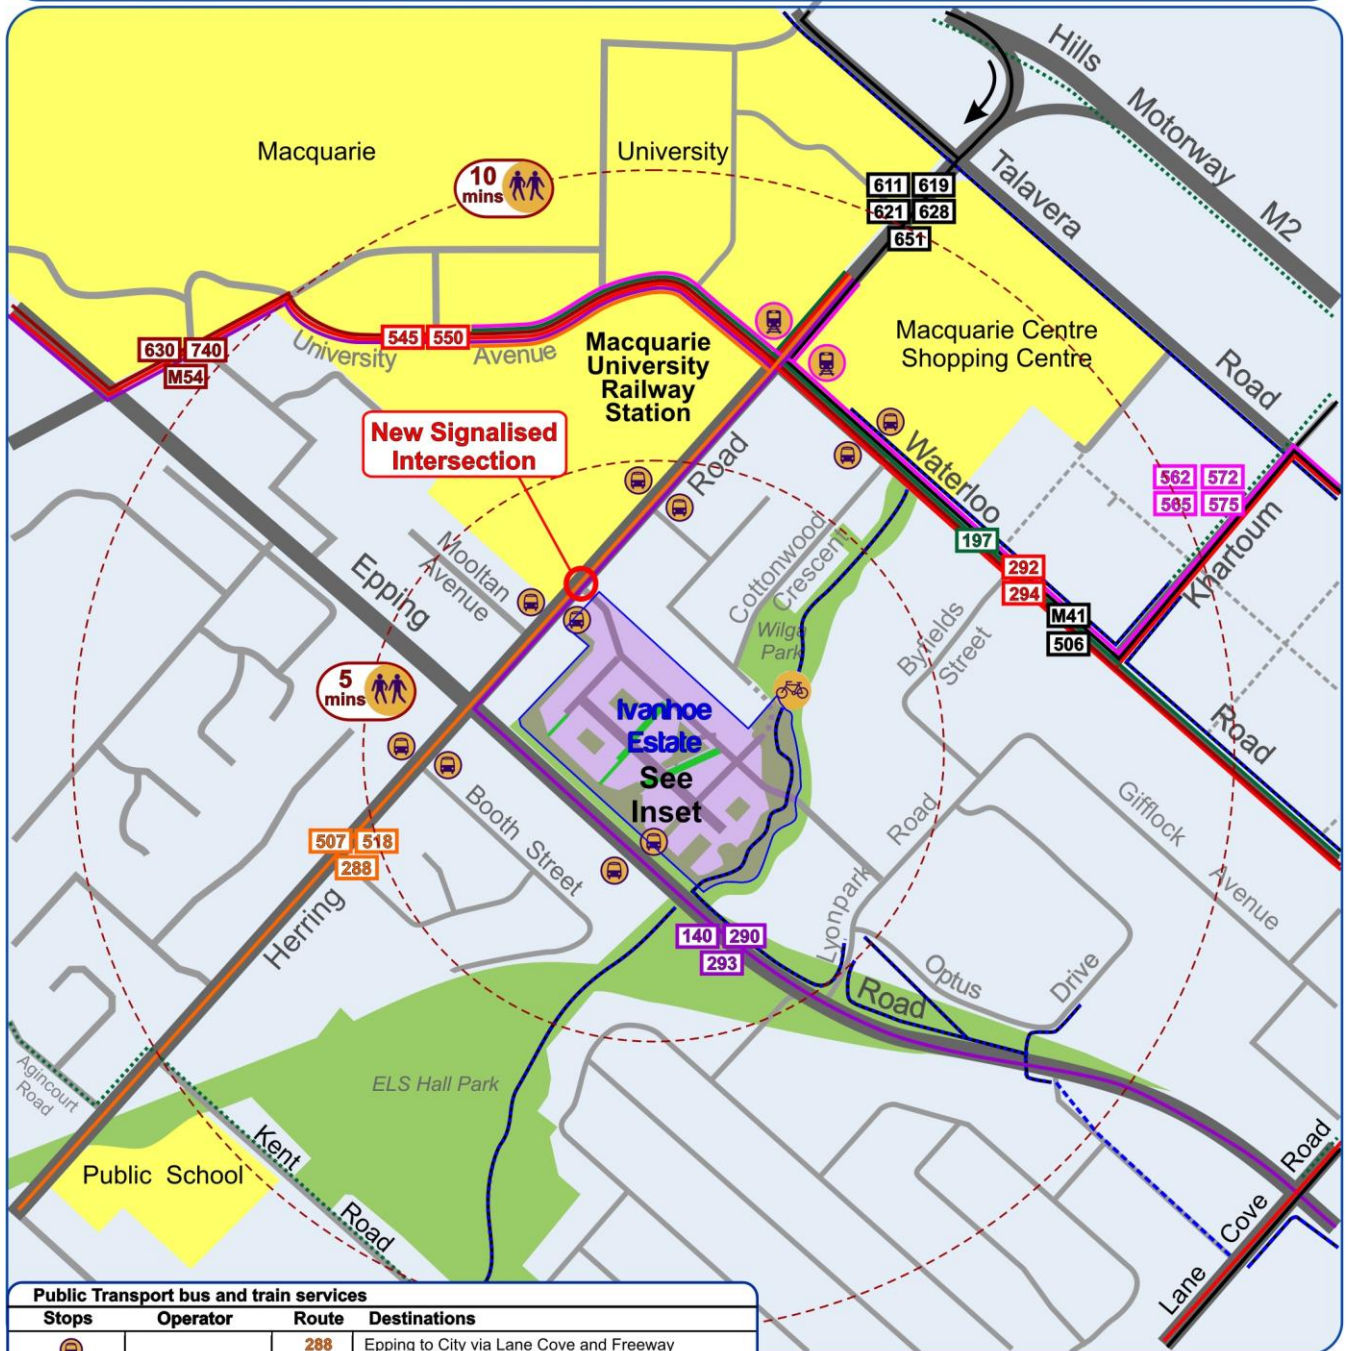 Hills
Motorway
M2
Macquarie
University
10
mins
611 619
621 628
651
Talavera
Road
Macquarie Centre
Shopping Centre
630 740
M54
545 550
University
Avenue
Macquarie
University
Railway
Station
New Signalised
Intersection
Road
Waterloo
562 572
565 575
Khartoum
197
292
294
M41
506
Road
Cottonwood
Crescent
Wilga
Park
Byfields
Street
Mooltan
Avenue
Epping
5
mins
Ivanhoe
Estate
See
Inset
Booth Street
507 518
288
Herring
140 290
293
Lyonpark
Road
Gifflock
Avenue
Optus
Drive
Road
ELS Hall Park
Agincourt
Road
Kent
Road
Public School
Lane
Cove
Road
Public Transport bus and train services
Stops Operator Route Destinations
288 Epping to City via Lane Cove and Freeway